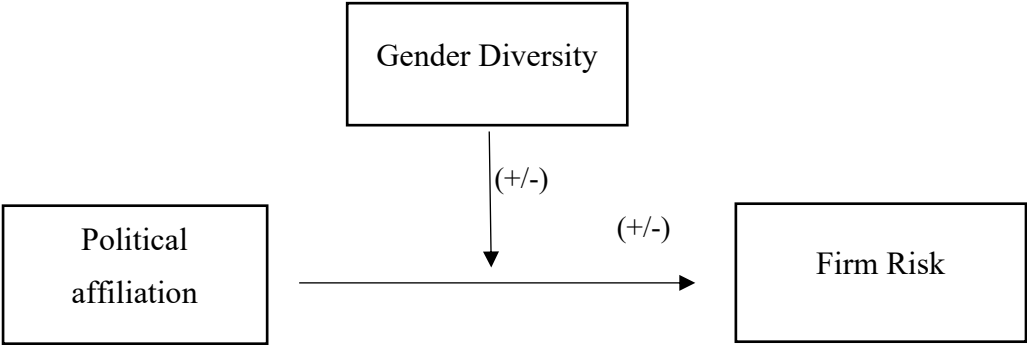 Gender Diversity
(+/-)
(+/-)
Political
affiliation
Firm Risk